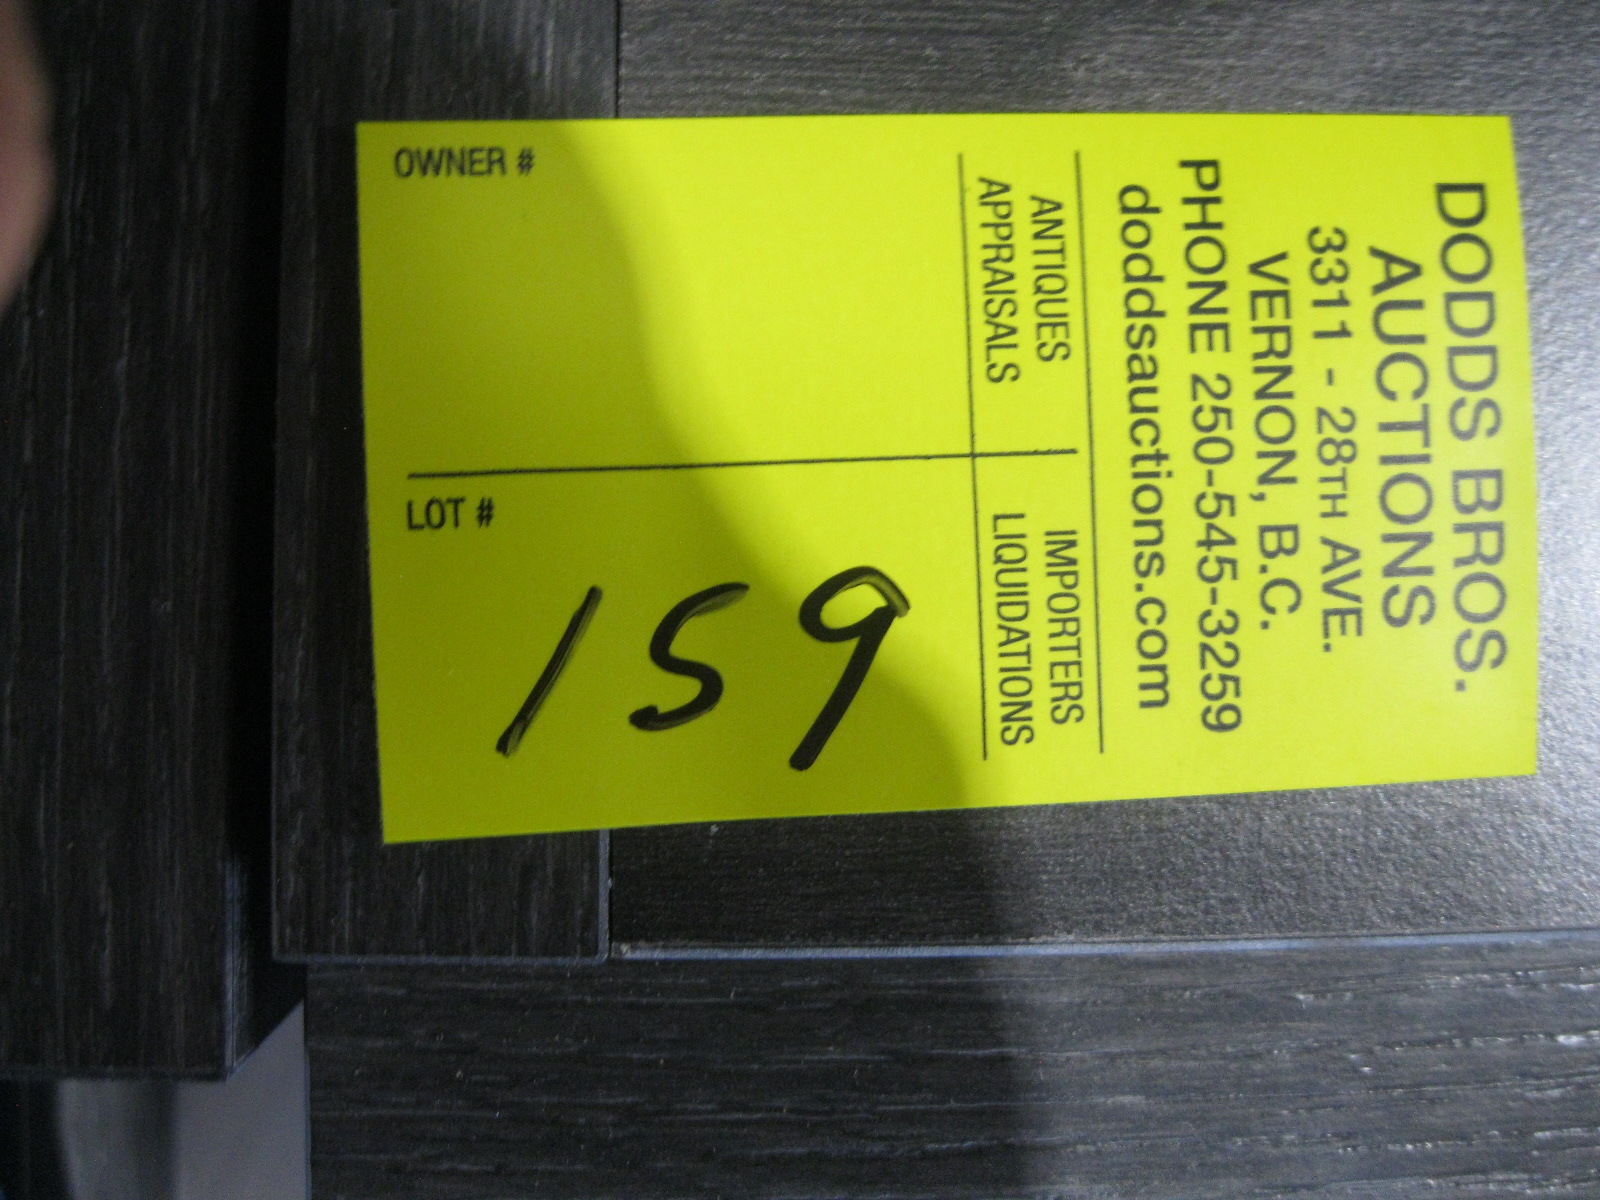 DODDS BROS.
AUCTIONS
3311 - 28TH AVE.
VERNON, B.C.
PHONE 250-545-3259
doddsauctions.com
ANTIQUES
APPRAISALS
IMPORTERS
LIQUIDATIONS
OWNER #
LOT #
159